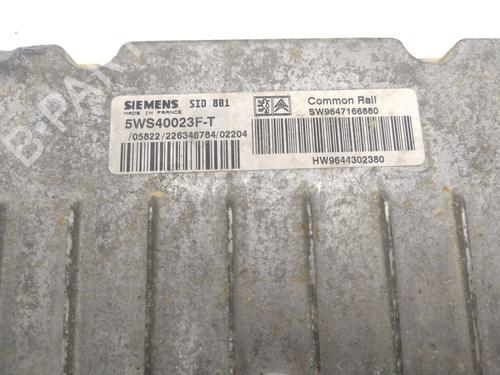 SIEMENS SID 801
MADE IN FRANCE
5WS40023F-T
/05822/226346784/02204
Common Rail
SW9647166880
HW9644302380
B-PARTS